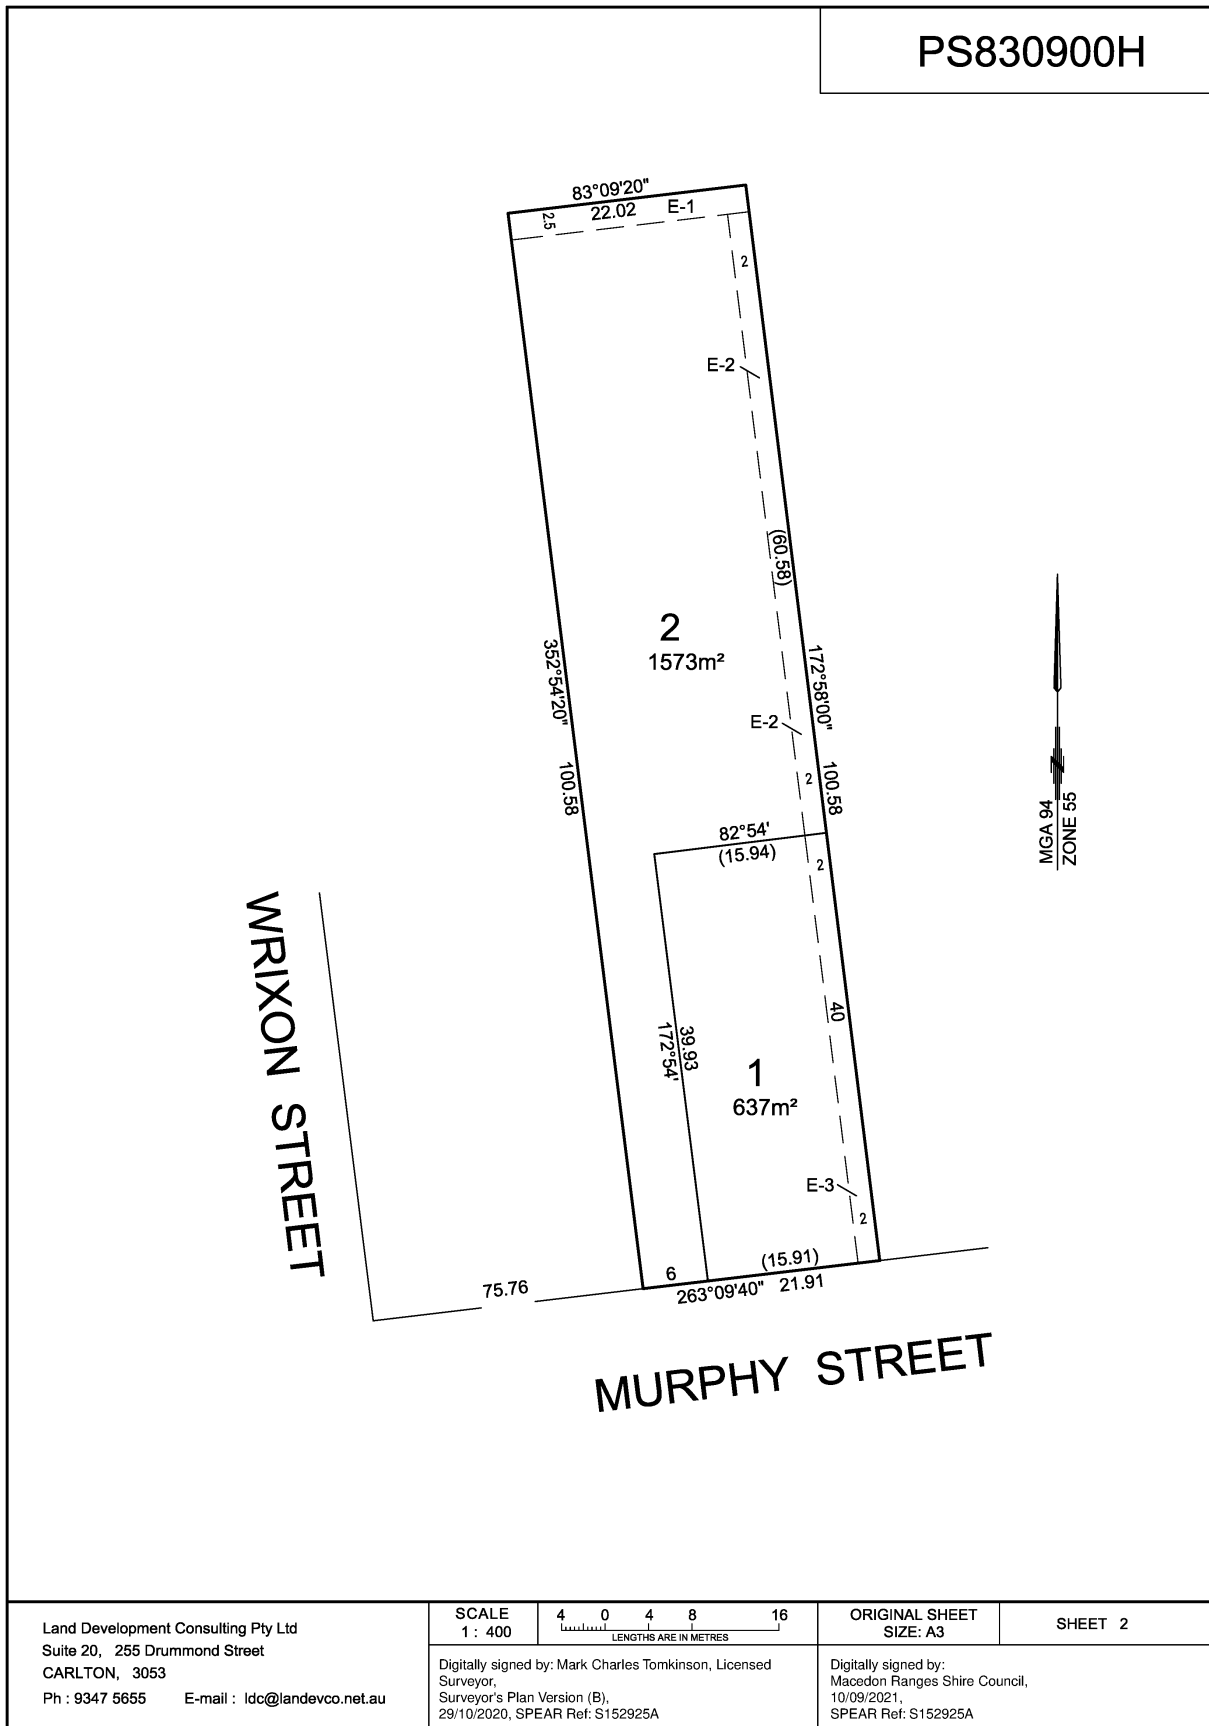 PS830900H
83°09'20"
2.5
22.02
E-1
2
E-2
(60.58)
2
1573m²
352°54'20"
172°58'00"
E-2
2
100.58
100.58
82°54'
(15.94)
2
MGA 94
ZONE 55
N
WRIXON STREET
40
39.93
172°54'
1
637m²
E-3
2
(15.91)
6
75.76
263°09'40"
21.91
MURPHY STREET
Land Development Consulting Pty Ltd
Suite 20, 255 Drummond Street
CARLTON, 3053
Ph : 9347 5655 E-mail : ldc@landevco.net.au
SCALE
1 : 400
4 0 4 8 16
LENGTHS ARE IN METRES
ORIGINAL SHEET
SIZE: A3
SHEET 2
Digitally signed by: Mark Charles Tomkinson, Licensed
Surveyor,
Surveyor's Plan Version (B),
29/10/2020, SPEAR Ref: S152925A
Digitally signed by:
Macedon Ranges Shire Council,
10/09/2021,
SPEAR Ref: S152925A